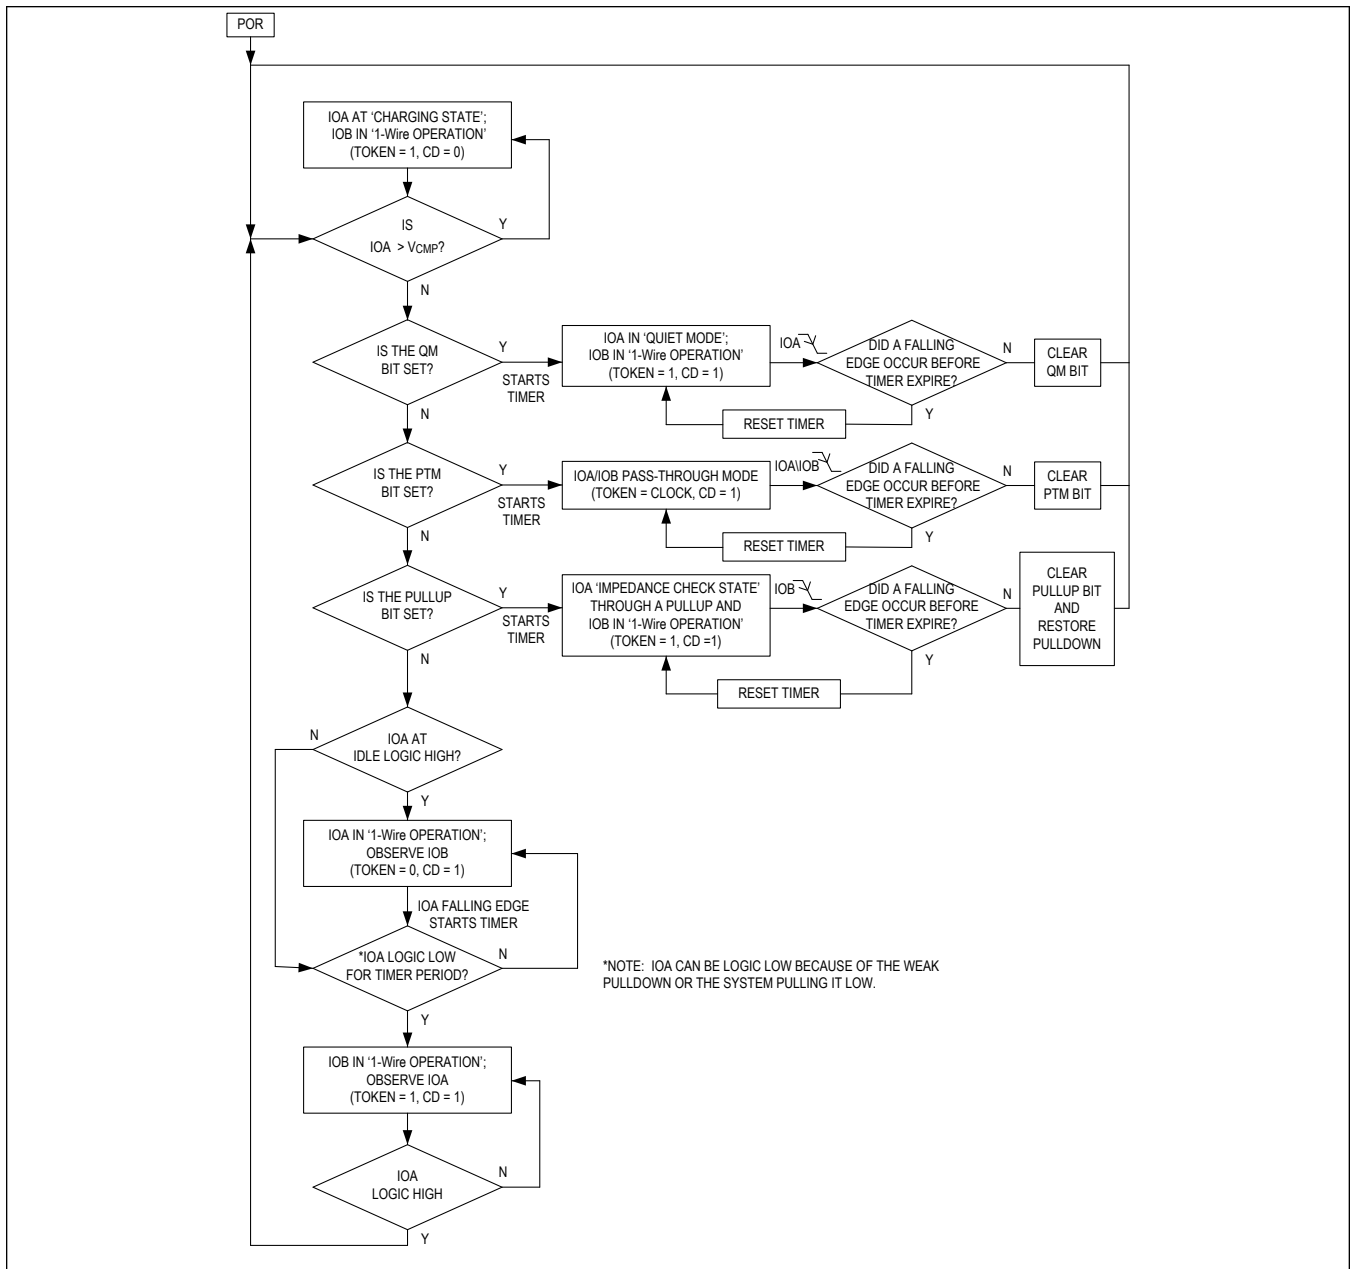 POR
IOA AT ‘CHARGING STATE’;
IOB IN ‘1-Wire OPERATION’
(TOKEN = 1, CD = 0)
IS
IOA > VCMP?
Y
N
IS THE QM
BIT SET?
Y
STARTS
TIMER
N
IOA IN ‘QUIET MODE’;
IOB IN ‘1-Wire OPERATION’
(TOKEN = 1, CD = 1)
IOA
DID A FALLING
EDGE OCCUR BEFORE
TIMER EXPIRE?
N
Y
CLEAR
QM BIT
RESET TIMER
IS THE PTM
BIT SET?
Y
STARTS
TIMER
N
IOA/IOB PASS-THROUGH MODE
(TOKEN = CLOCK, CD = 1)
IOA\IOB
DID A FALLING
EDGE OCCUR BEFORE
TIMER EXPIRE?
N
Y
CLEAR
PTM BIT
RESET TIMER
IS THE PULLUP
BIT SET?
Y
STARTS
TIMER
N
IOA ‘IMPEDANCE CHECK STATE’
THROUGH A PULLUP AND
IOB IN ‘1-Wire OPERATION’
(TOKEN = 1, CD =1)
IOB
DID A FALLING
EDGE OCCUR BEFORE
TIMER EXPIRE?
N
Y
CLEAR
PULLUP BIT
AND
RESTORE
PULLDOWN
RESET TIMER
IOA AT
IDLE LOGIC HIGH?
N
Y
IOA IN ‘1-Wire OPERATION’;
OBSERVE IOB
(TOKEN = 0, CD = 1)
IOA FALLING EDGE
STARTS TIMER
*IOA LOGIC LOW
FOR TIMER PERIOD?
N
Y
*NOTE: IOA CAN BE LOGIC LOW BECAUSE OF THE WEAK
PULLDOWN OR THE SYSTEM PULLING IT LOW.
IOB IN ‘1-Wire OPERATION’;
OBSERVE IOA
(TOKEN = 1, CD = 1)
IOA
LOGIC HIGH
N
Y